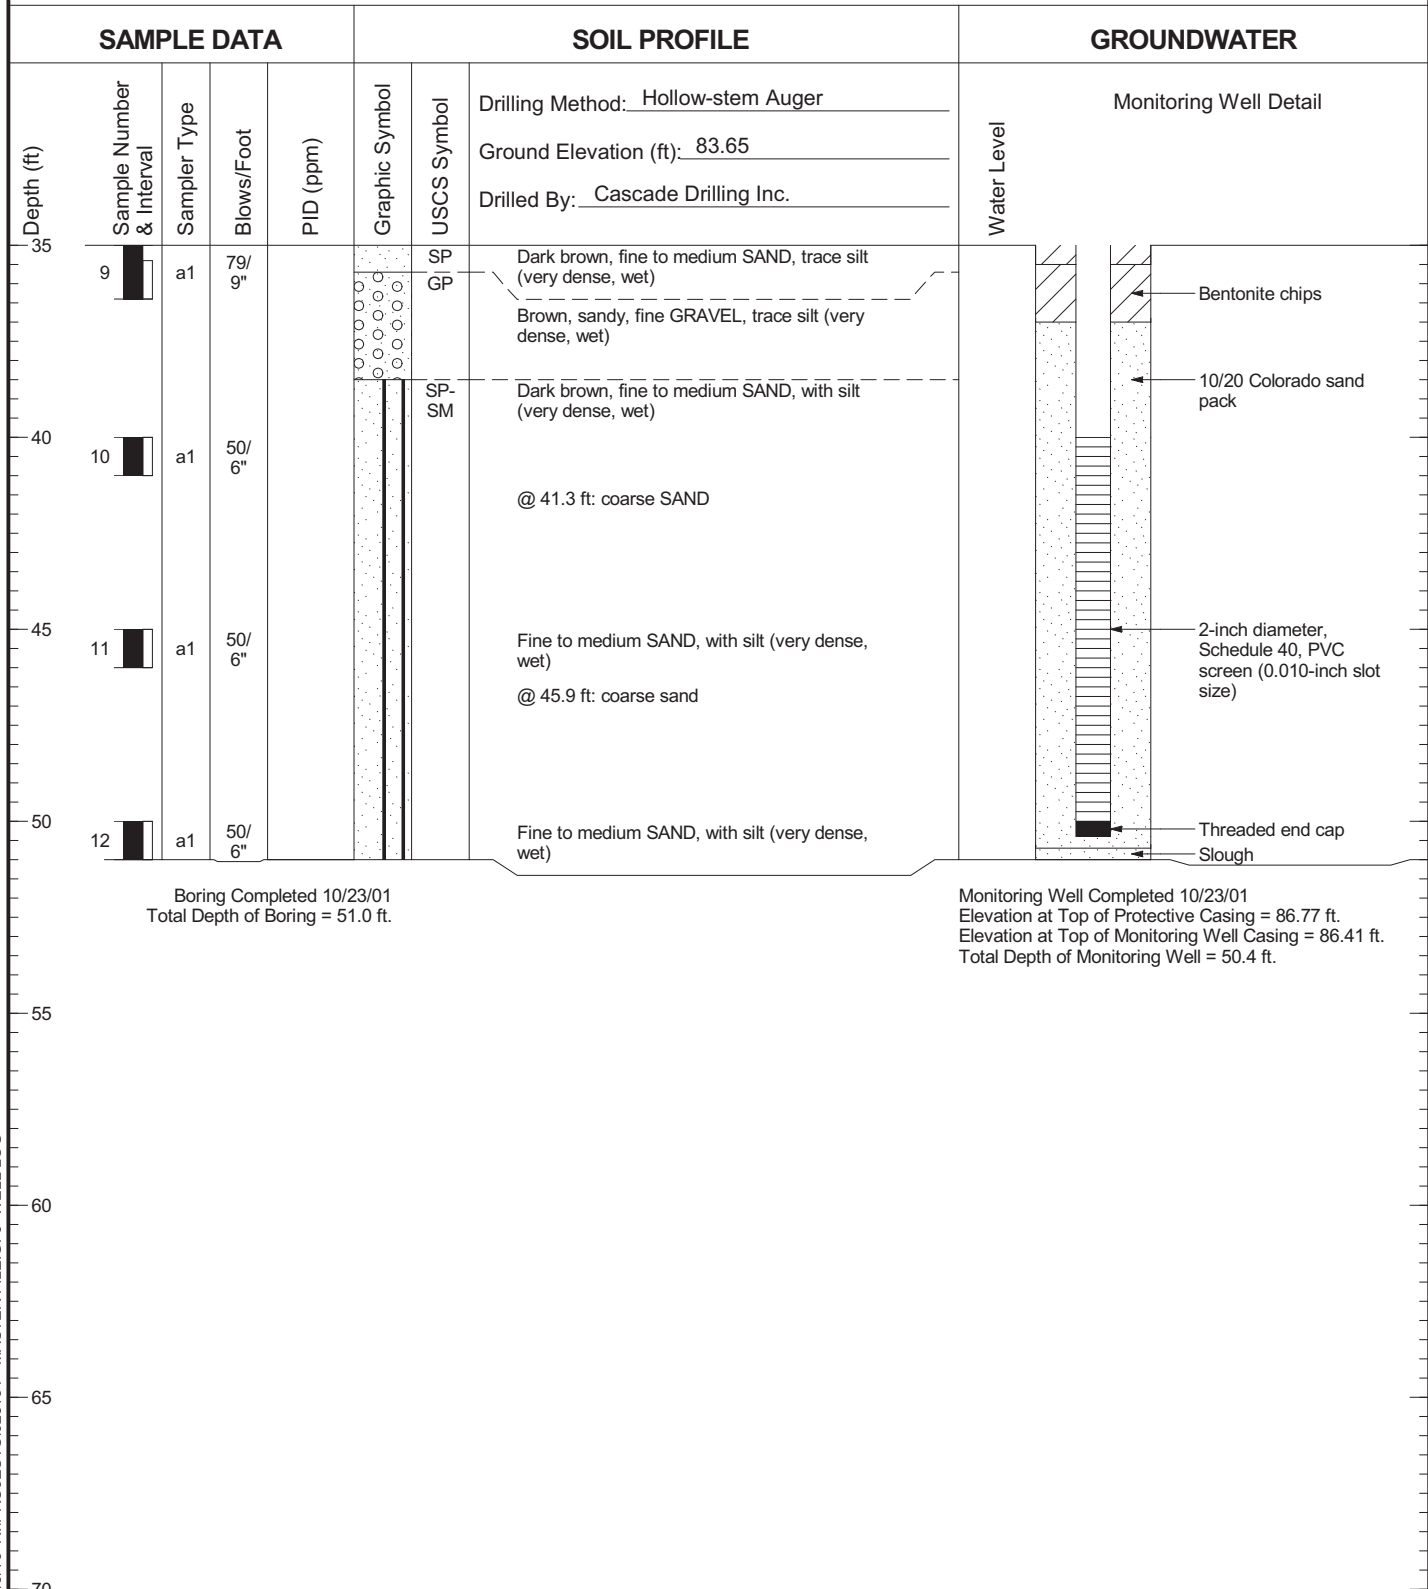 SAMPLE DATA
SOIL PROFILE
GROUNDWATER
Depth (ft)
Sample Number
& Interval
Sampler Type
Blows/Foot
PID (ppm)
Graphic Symbol
USCS Symbol
Drilling Method: Hollow-stem Auger
Ground Elevation (ft): 83.65
Drilled By: Cascade Drilling Inc.
Water Level
Monitoring Well Detail
35
9
a1
79/
9"
SP
GP
Dark brown, fine to medium SAND, trace silt
(very dense, wet)
Brown, sandy, fine GRAVEL, trace silt (very
dense, wet)
Bentonite chips
SP-
SM
Dark brown, fine to medium SAND, with silt
(very dense, wet)
10/20 Colorado sand
pack
40
10
a1
50/
6"
@ 41.3 ft: coarse SAND
45
11
a1
50/
6"
Fine to medium SAND, with silt (very dense,
wet)
@ 45.9 ft: coarse sand
2-inch diameter,
Schedule 40, PVC
screen (0.010-inch slot
size)
50
12
a1
50/
6"
Fine to medium SAND, with silt (very dense,
wet)
Threaded end cap
Slough
Boring Completed 10/23/01
Total Depth of Boring = 51.0 ft.
Monitoring Well Completed 10/23/01
Elevation at Top of Protective Casing = 86.77 ft.
Elevation at Top of Monitoring Well Casing = 86.41 ft.
Total Depth of Monitoring Well = 50.4 ft.
55
60
65
70